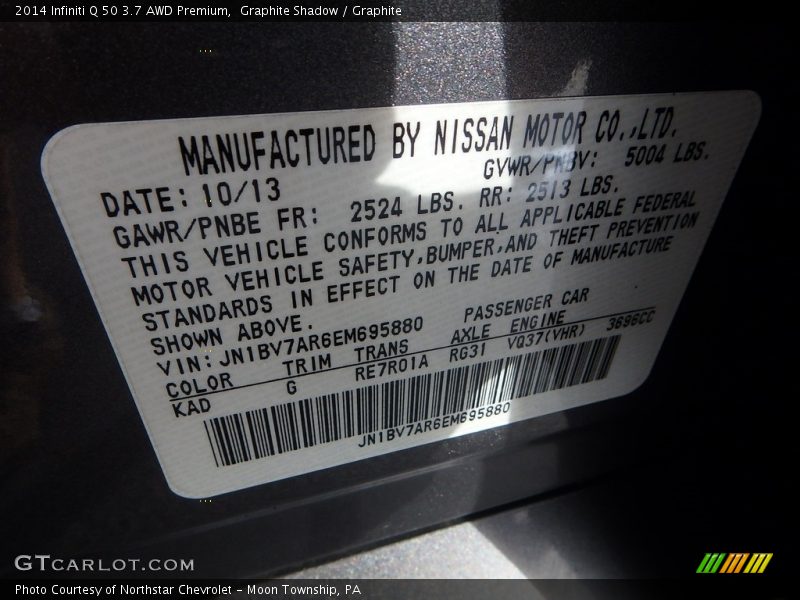 2014 Infiniti Q 50 3.7 AWD Premium,  Graphite Shadow / Graphite
MANUFACTURED BY NISSAN MOTOR CO.,LTD.
DATE: 10/13 GVWR/PNBV: 5004 LBS.
GAWR/PNBE FR: 2524 LBS. RR: 2513 LBS.
THIS VEHICLE CONFORMS TO ALL APPLICABLE FEDERAL
MOTOR VEHICLE SAFETY,BUMPER,AND THEFT PREVENTION
STANDARDS IN EFFECT ON THE DATE OF MANUFACTURE
SHOWN ABOVE.
VIN: JN1BV7AR6EM695880 PASSENGER CAR
COLOR TRIM TRANS AXLE ENGINE
KAD G RE7R01A RG31 VQ37(VHR) 3696CC
JN1BV7AR6EM695880
GTCARLOT.COM
Photo Courtesy of Northstar Chevrolet – Moon Township, PA